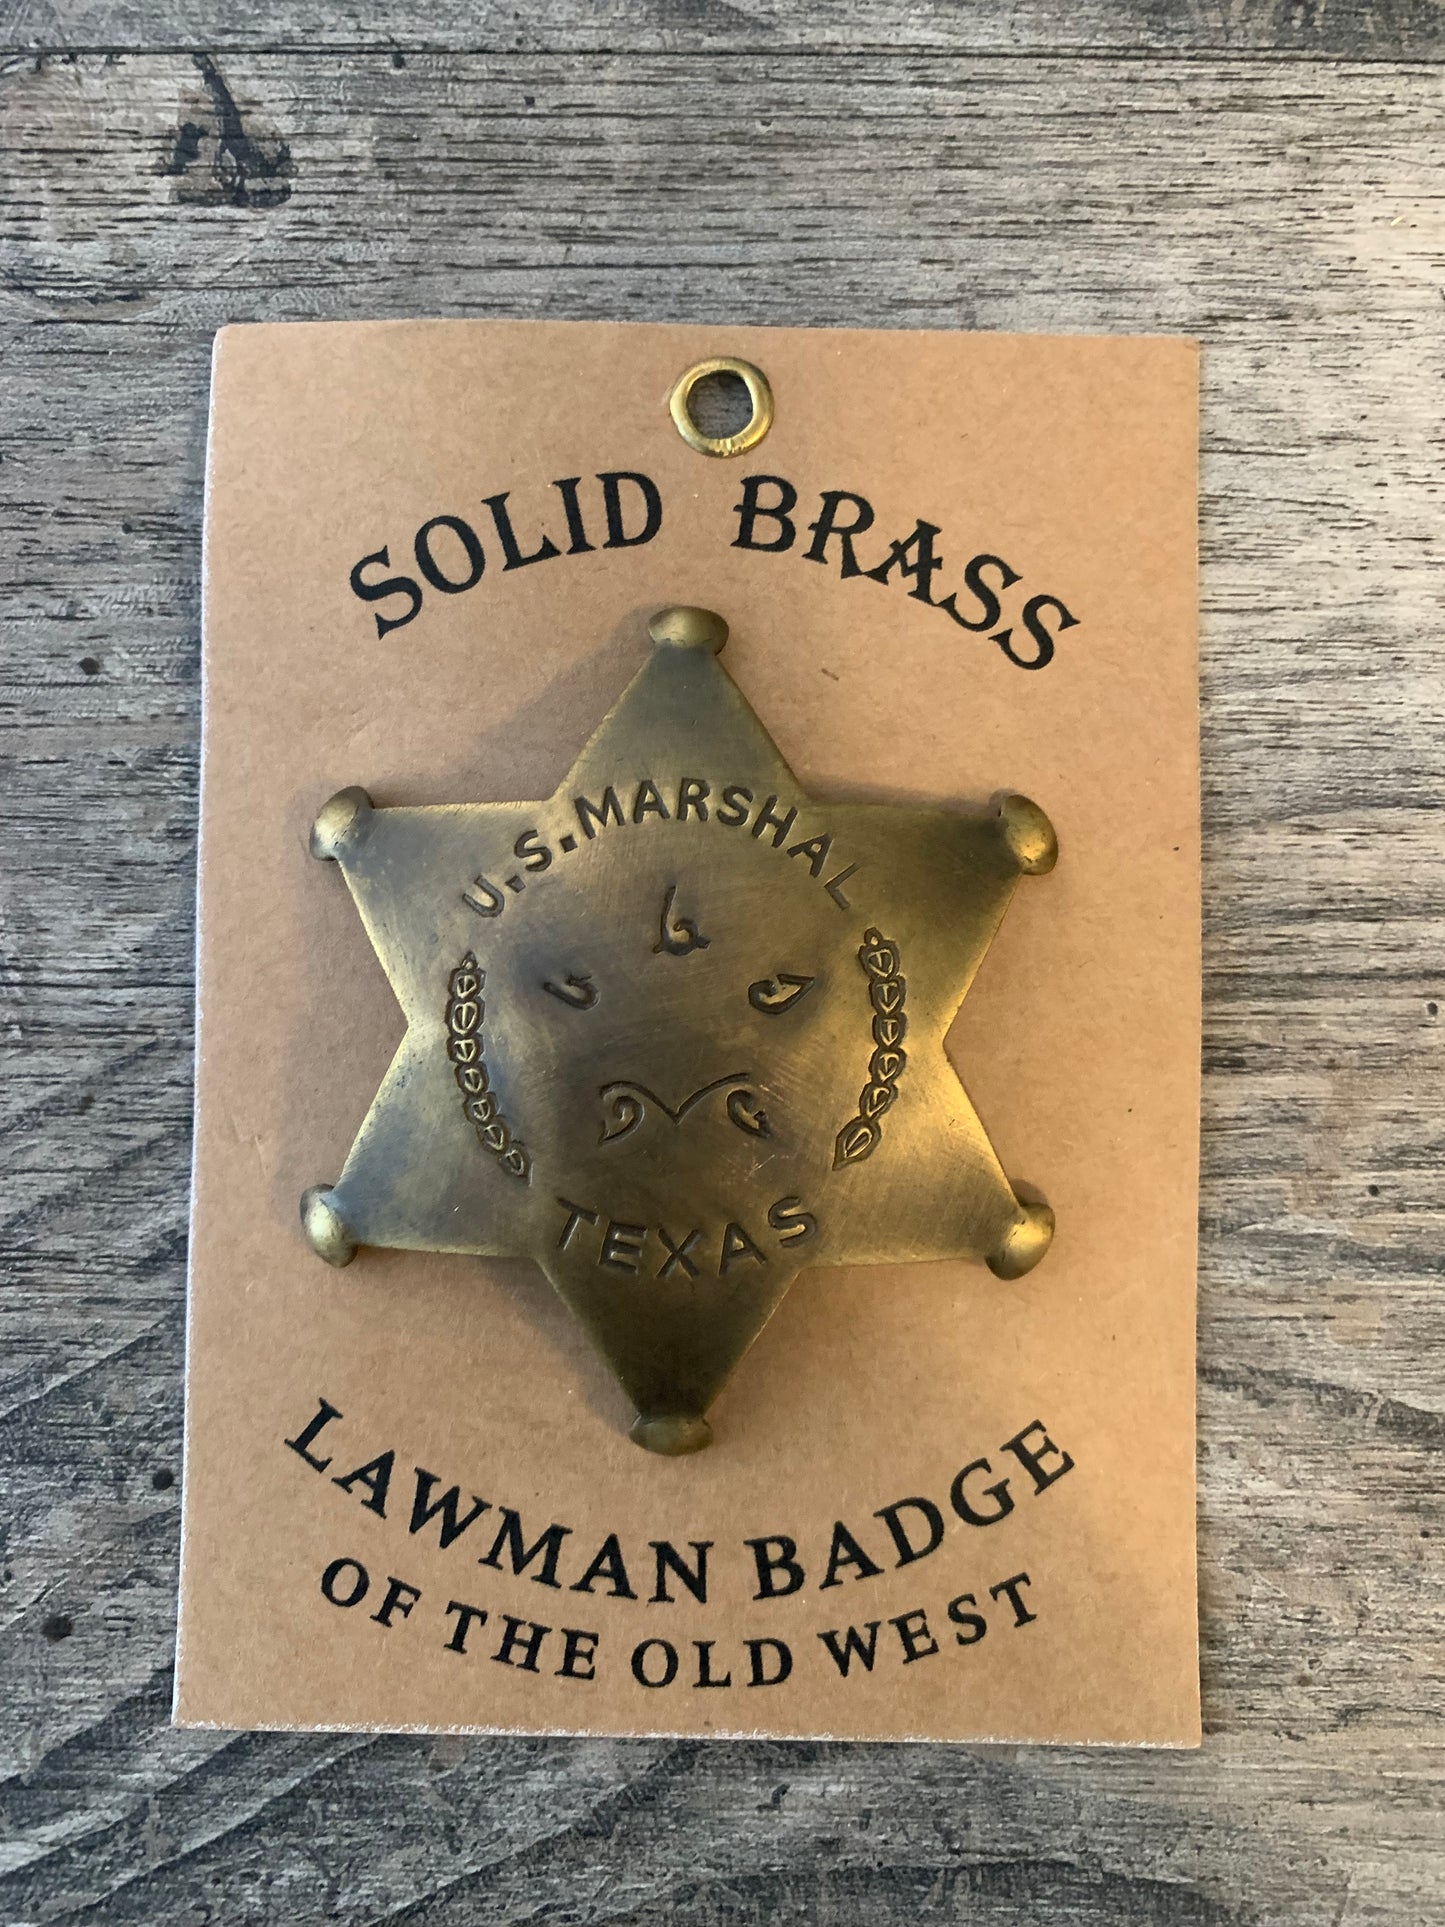 SOLID BRASS
U.S. MARSHAL
TEXAS
LAWMAN BADGE
OF THE OLD WEST